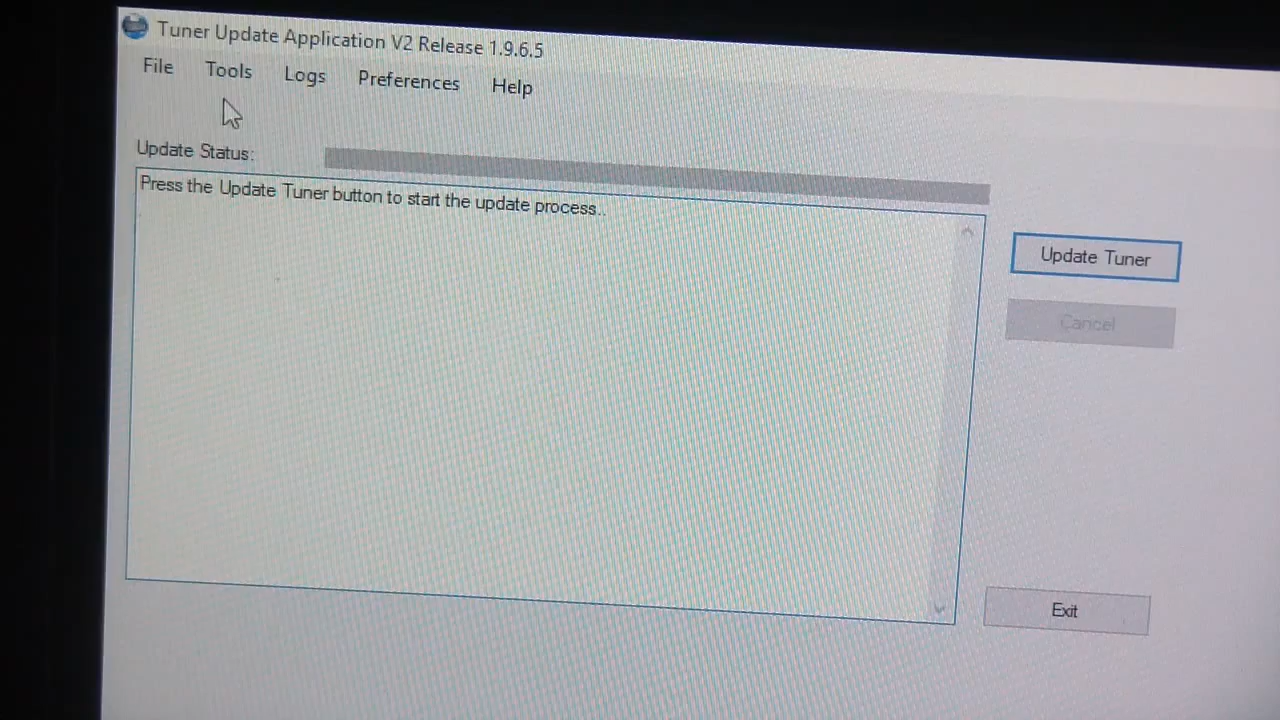 Tuner Update Application V2 Release 1.9.6.5
File Tools Logs Preferences Help
Update Status:
Press the Update Tuner button to start the update process..
Update Tuner
Cancel
Exit